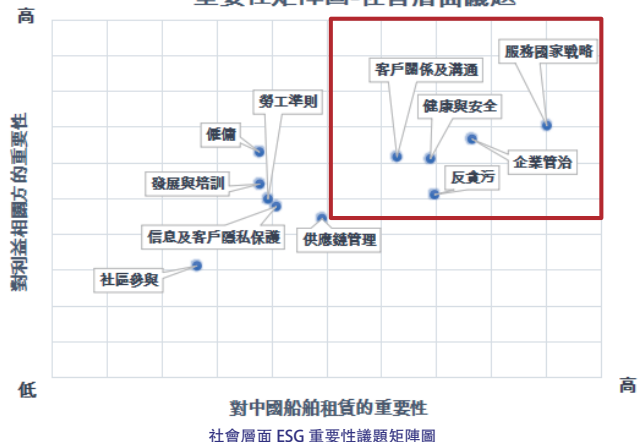 高
服務國家戰略
客戶關係及溝通
勞工準則
健康與安全
僱傭
企業管治
發展與培訓
反貪污
信息及客戶隱私保護
供應鏈管理
社區參與
對利益相關方的重要性
低
高
對中國船舶租賃的重要性
社會層面 ESG 重要性議題矩陣圖